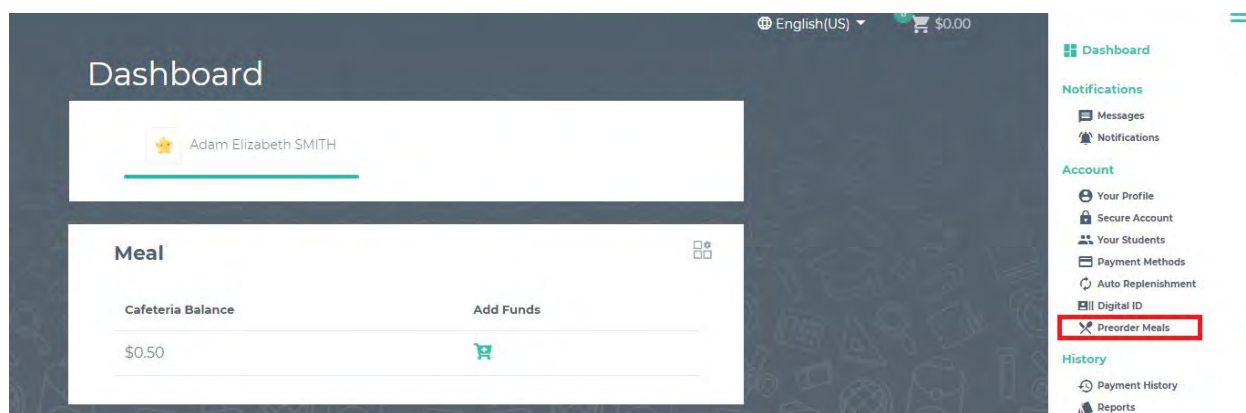 English(US)
0
$0.00
Dashboard
Adam Elizabeth SMITH
Meal
Cafeteria Balance
Add Funds
$0.50
Dashboard
Notifications
Messages
Notifications
Account
Your Profile
Secure Account
Your Students
Payment Methods
Auto Replenishment
Digital ID
Preorder Meals
History
Payment History
Reports